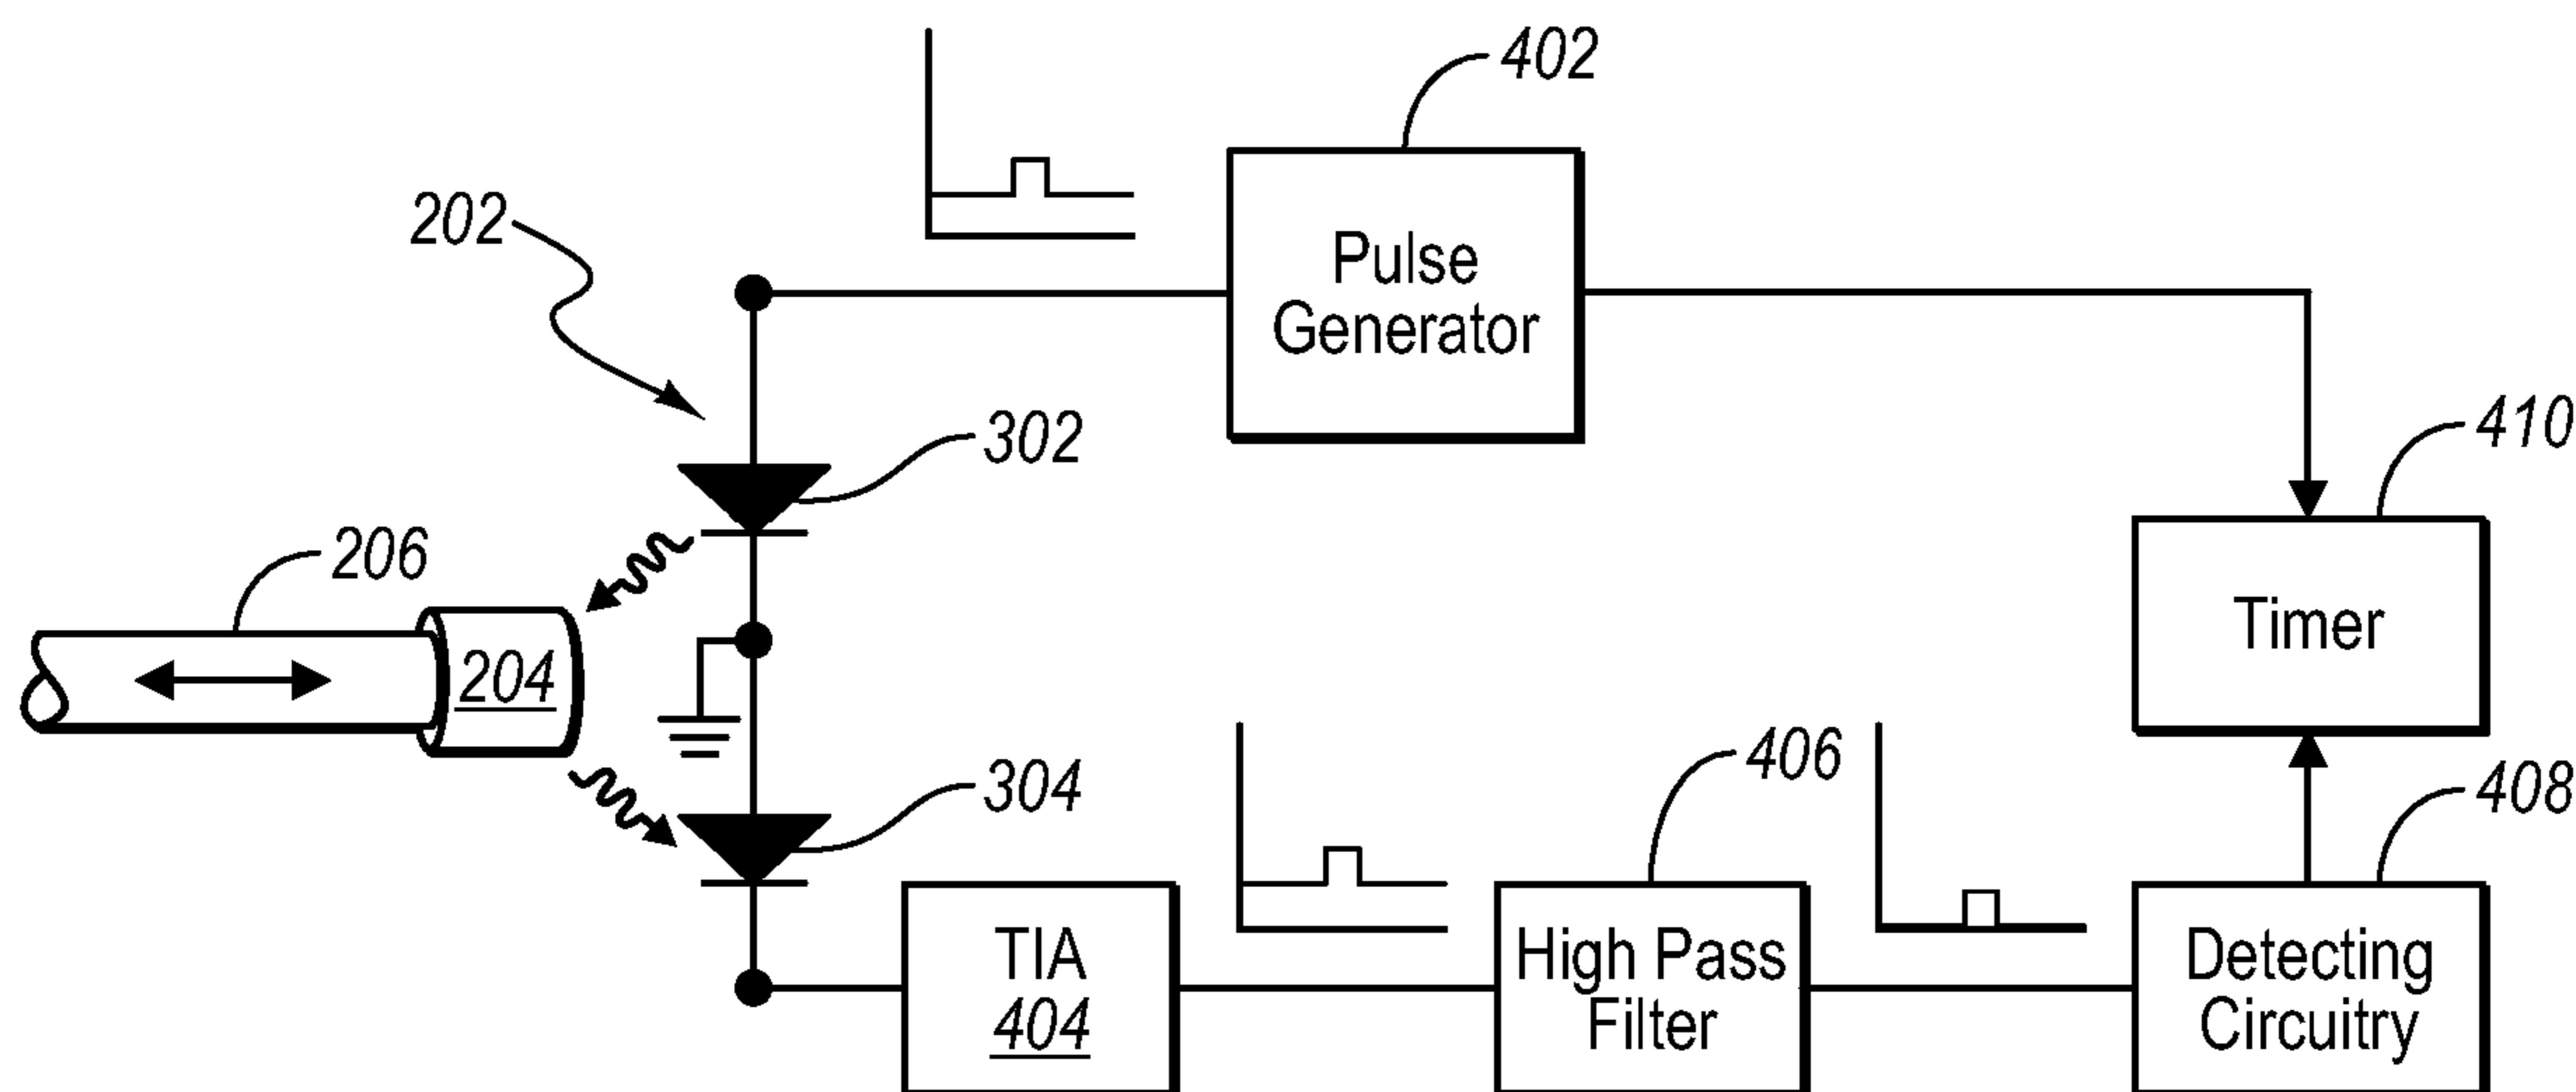 402
202
Pulse
Generator
302
410
206
Timer
204
304
406
408
TIA
404
High Pass
Filter
Detecting
Circuitry